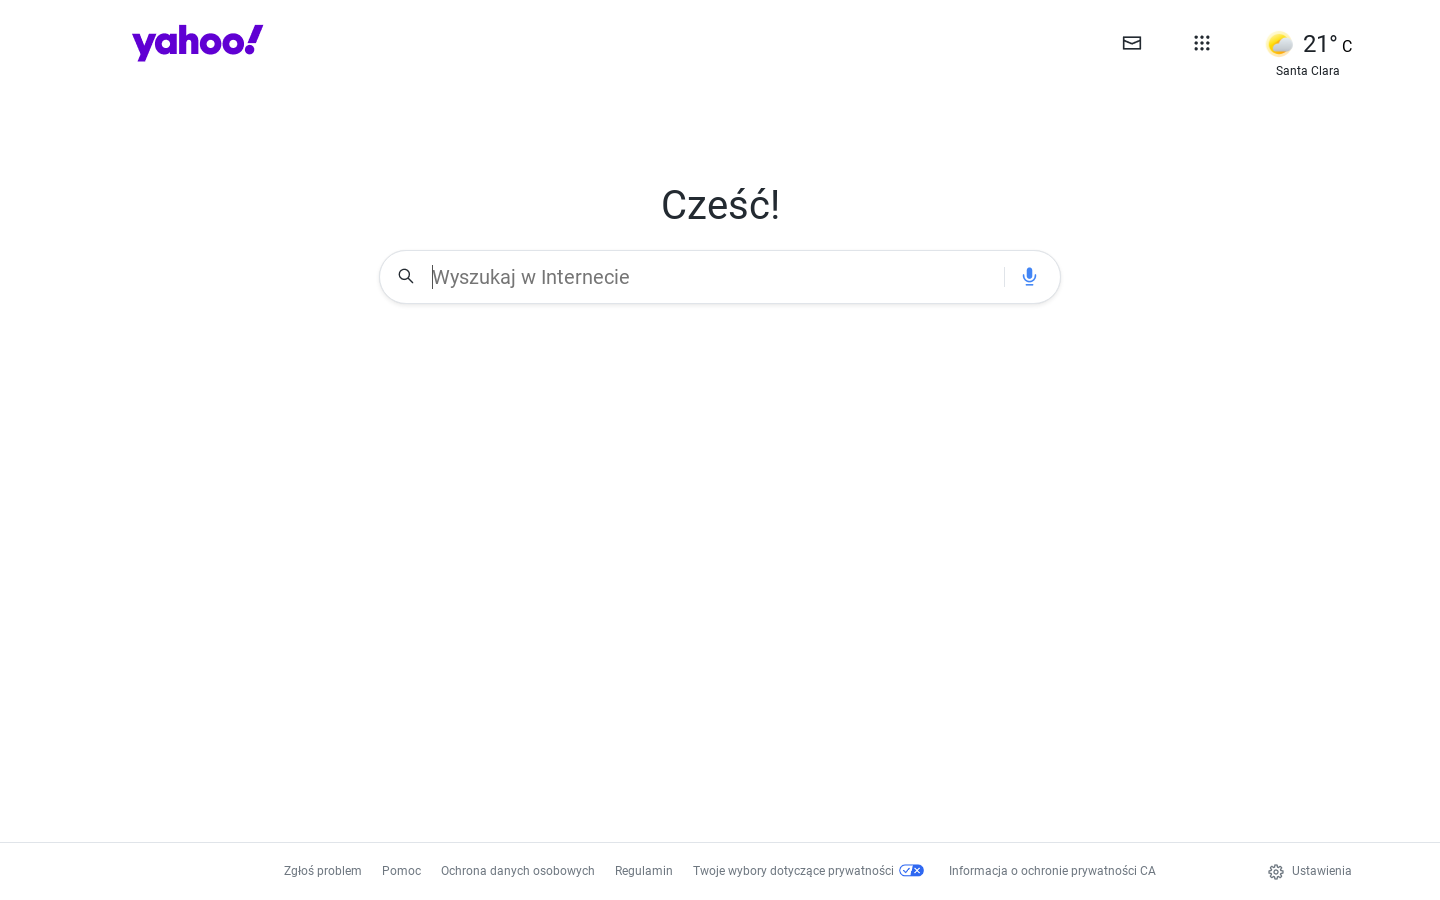 yahoo!
21° C
Santa Clara
Cześć!
Wyszukaj w Internecie
Zgłoś problem Pomoc Ochrona danych osobowych Regulamin Twoje wybory dotyczące prywatności Informacja o ochronie prywatności CA Ustawienia